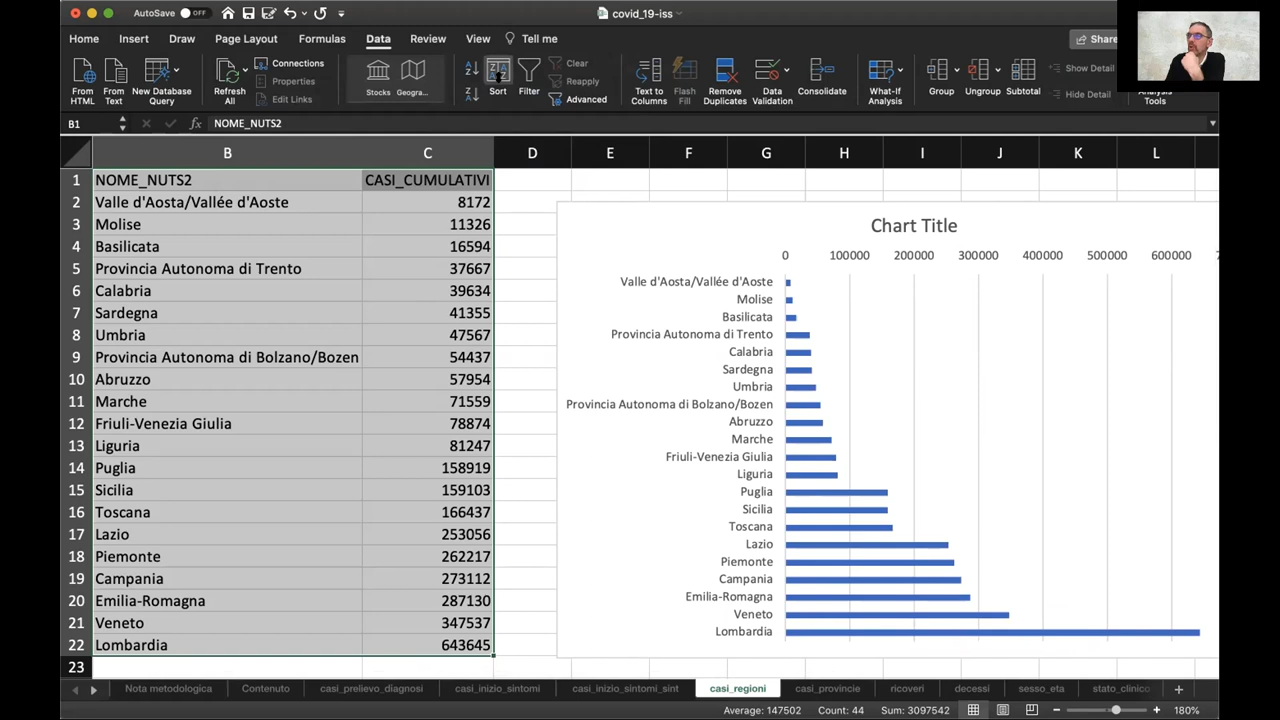 AutoSave OFF
covid_19-iss
Home Insert Draw Page Layout Formulas Data Review View Tell me
Share
From HTML
From Text
New Database Query
Refresh All
Connections
Properties
Edit Links
Stocks Geogra...
Sort
Filter
Clear
Reapply
Advanced
Text to Columns
Flash Fill
Remove Duplicates
Data Validation
Consolidate
What-If Analysis
Group
Ungroup
Subtotal
Show Detail
Hide Detail
Analysis Tools
B1 fx NOME_NUTS2
B C D E F G H I J K L
1 NOME_NUTS2 CASI_CUMULATIVI
2 Valle d'Aosta/Vallée d'Aoste 8172
3 Molise 11326
4 Basilicata 16594
5 Provincia Autonoma di Trento 37667
6 Calabria 39634
7 Sardegna 41355
8 Umbria 47567
9 Provincia Autonoma di Bolzano/Bozen 54437
10 Abruzzo 57954
11 Marche 71559
12 Friuli-Venezia Giulia 78874
13 Liguria 81247
14 Puglia 158919
15 Sicilia 159103
16 Toscana 166437
17 Lazio 253056
18 Piemonte 262217
19 Campania 273112
20 Emilia-Romagna 287130
21 Veneto 347537
22 Lombardia 643645
23
Chart Title
0 100000 200000 300000 400000 500000 600000
Valle d'Aosta/Vallée d'Aoste
Molise
Basilicata
Provincia Autonoma di Trento
Calabria
Sardegna
Umbria
Provincia Autonoma di Bolzano/Bozen
Abruzzo
Marche
Friuli-Venezia Giulia
Liguria
Puglia
Sicilia
Toscana
Lazio
Piemonte
Campania
Emilia-Romagna
Veneto
Lombardia
Nota metodologica Contenuto casi_prelievo_diagnosi casi_inizio_sintomi casi_inizio_sintomi_sint casi_regioni casi_provincie ricoveri decessi sesso_eta stato_clinico
Average: 147502 Count: 44 Sum: 3097542 180%